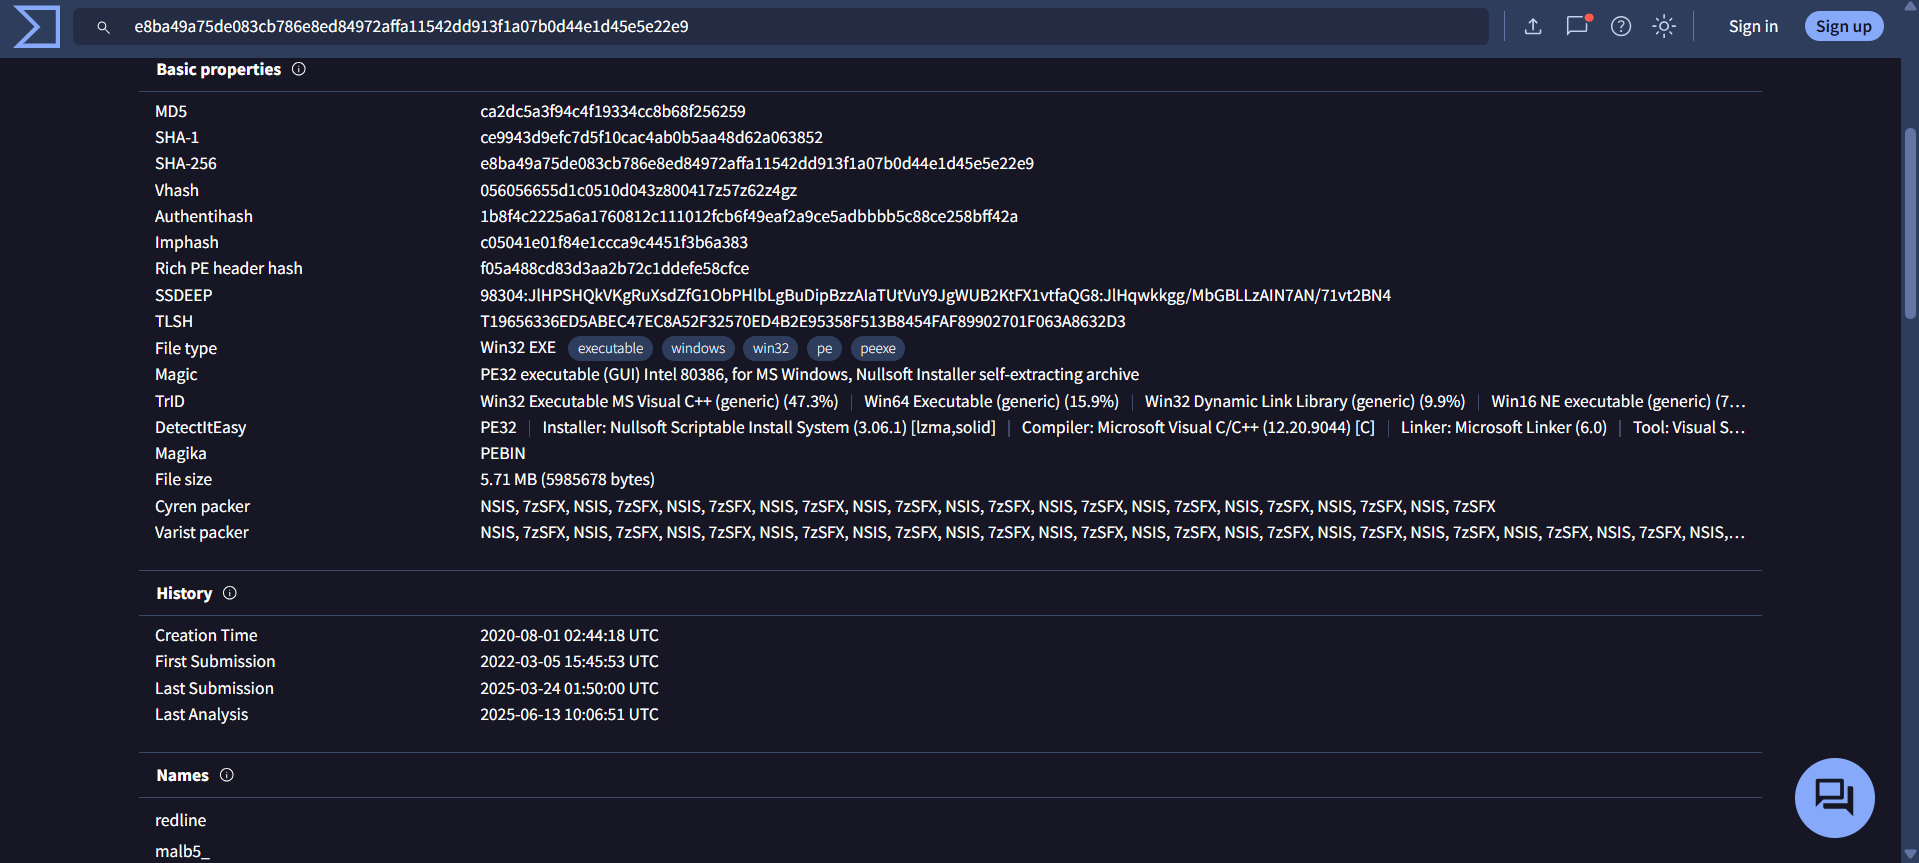 e8ba49a75de083cb786e8ed84972affa11542dd913f1a07b0d44e1d45e5e22e9
Sign in
Sign up
Basic properties
MD5 ca2dc5a3f94c4f19334cc8b68f256259
SHA-1 ce9943d9efc7d5f10cac4ab0b5aa48d62a063852
SHA-256 e8ba49a75de083cb786e8ed84972affa11542dd913f1a07b0d44e1d45e5e22e9
Vhash 056056655d1c0510d043z800417z57z62z4gz
Authentihash 1b8f4c2225a6a1760812c111012fcb6f49eaf2a9ce5adbbbb5c88ce258bff42a
Imphash c05041e01f84e1ccca9c4451f3b6a383
Rich PE header hash f05a488cd83d3aa2b72c1ddefe58cfce
SSDEEP 98304:JlHPSHQkVKgRuXsdZfG1ObPHlbLgBuDipBzzAIaTUtVuY9JgWUB2KtFX1vtfaQG8:JlHqwkkgg/MbGBLLzAIN7AN/71vt2BN4
TLSH T19656336ED5ABEC47EC8A52F32570ED4B2E95358F513B8454FAF89902701F063A8632D3
File type Win32 EXE executable windows win32 pe peexe
Magic PE32 executable (GUI) Intel 80386, for MS Windows, Nullsoft Installer self-extracting archive
TrID Win32 Executable MS Visual C++ (generic) (47.3%) | Win64 Executable (generic) (15.9%) | Win32 Dynamic Link Library (generic) (9.9%) | Win16 NE executable (generic) (7…
DetectItEasy PE32 | Installer: Nullsoft Scriptable Install System (3.06.1) [lzma,solid] | Compiler: Microsoft Visual C/C++ (12.20.9044) [C] | Linker: Microsoft Linker (6.0) | Tool: Visual S…
Magika PEBIN
File size 5.71 MB (5985678 bytes)
Cyren packer NSIS, 7zSFX, NSIS, 7zSFX, NSIS, 7zSFX, NSIS, 7zSFX, NSIS, 7zSFX, NSIS, 7zSFX, NSIS, 7zSFX, NSIS, 7zSFX, NSIS, 7zSFX, NSIS, 7zSFX, NSIS, 7zSFX
Varist packer NSIS, 7zSFX, NSIS, 7zSFX, NSIS, 7zSFX, NSIS, 7zSFX, NSIS, 7zSFX, NSIS, 7zSFX, NSIS, 7zSFX, NSIS, 7zSFX, NSIS, 7zSFX, NSIS, 7zSFX, NSIS, 7zSFX, NSIS, 7zSFX, NSIS, 7zSFX, NSIS,…
History
Creation Time 2020-08-01 02:44:18 UTC
First Submission 2022-03-05 15:45:53 UTC
Last Submission 2025-03-24 01:50:00 UTC
Last Analysis 2025-06-13 10:06:51 UTC
Names
redline
malb5_